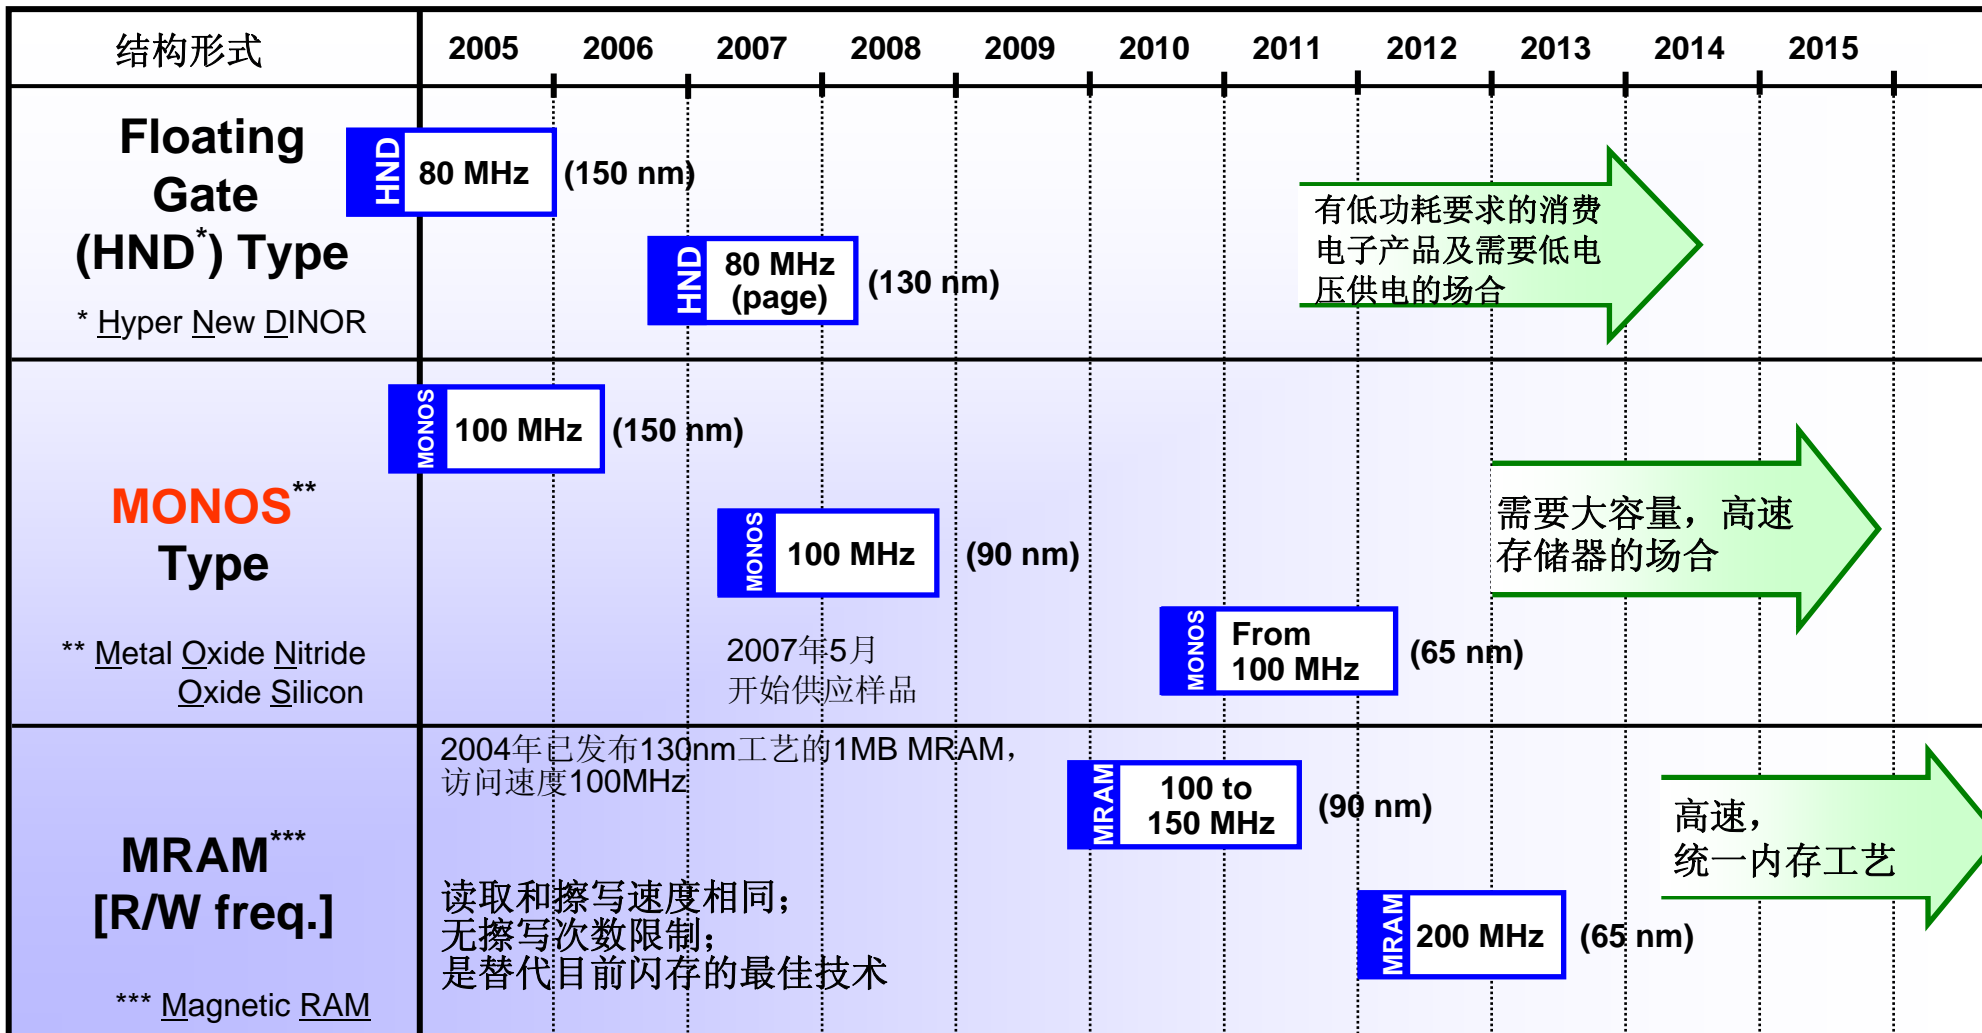 结构形式 2005 2006 2007 2008 2009 2010 2011 2012 2013 2014 2015
Floating
Gate
(HND*) Type
* Hyper New DINOR
HND 80 MHz (150 nm)
HND 80 MHz
(page) (130 nm)
有低功耗要求的消费
电子产品及需要低电
压供电的场合
MONOS**
Type
** Metal Oxide Nitride
Oxide Silicon
MONOS 100 MHz (150 nm)
MONOS 100 MHz (90 nm)
2007年5月
开始供应样品
MONOS From
100 MHz (65 nm)
需要大容量，高速
存储器的场合
MRAM***
[R/W freq.]
*** Magnetic RAM
2004年已发布130nm工艺的1MB MRAM，
访问速度100MHz
MRAM 100 to
150 MHz (90 nm)
读取和擦写速度相同；
无擦写次数限制；
是替代目前闪存的最佳技术
MRAM 200 MHz (65 nm)
高速，
统一内存工艺